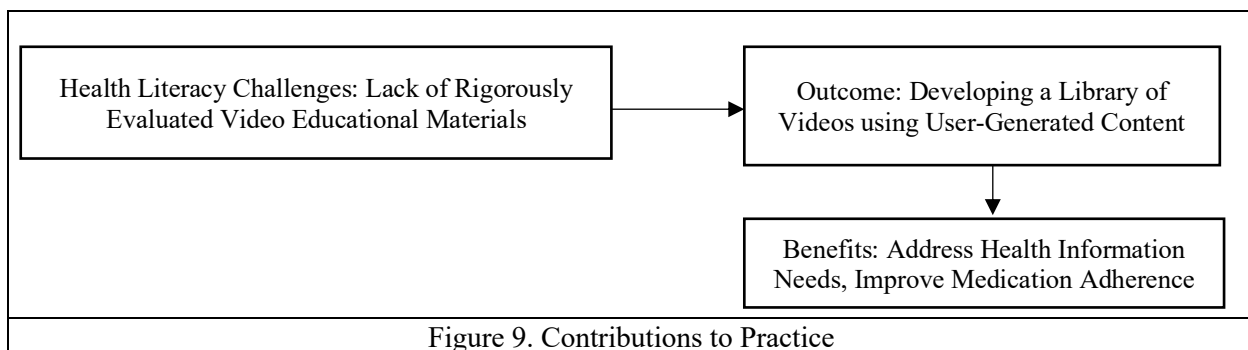 Health Literacy Challenges: Lack of Rigorously
Evaluated Video Educational Materials
Outcome: Developing a Library of
Videos using User-Generated Content
Benefits: Address Health Information
Needs, Improve Medication Adherence
Figure 9. Contributions to Practice